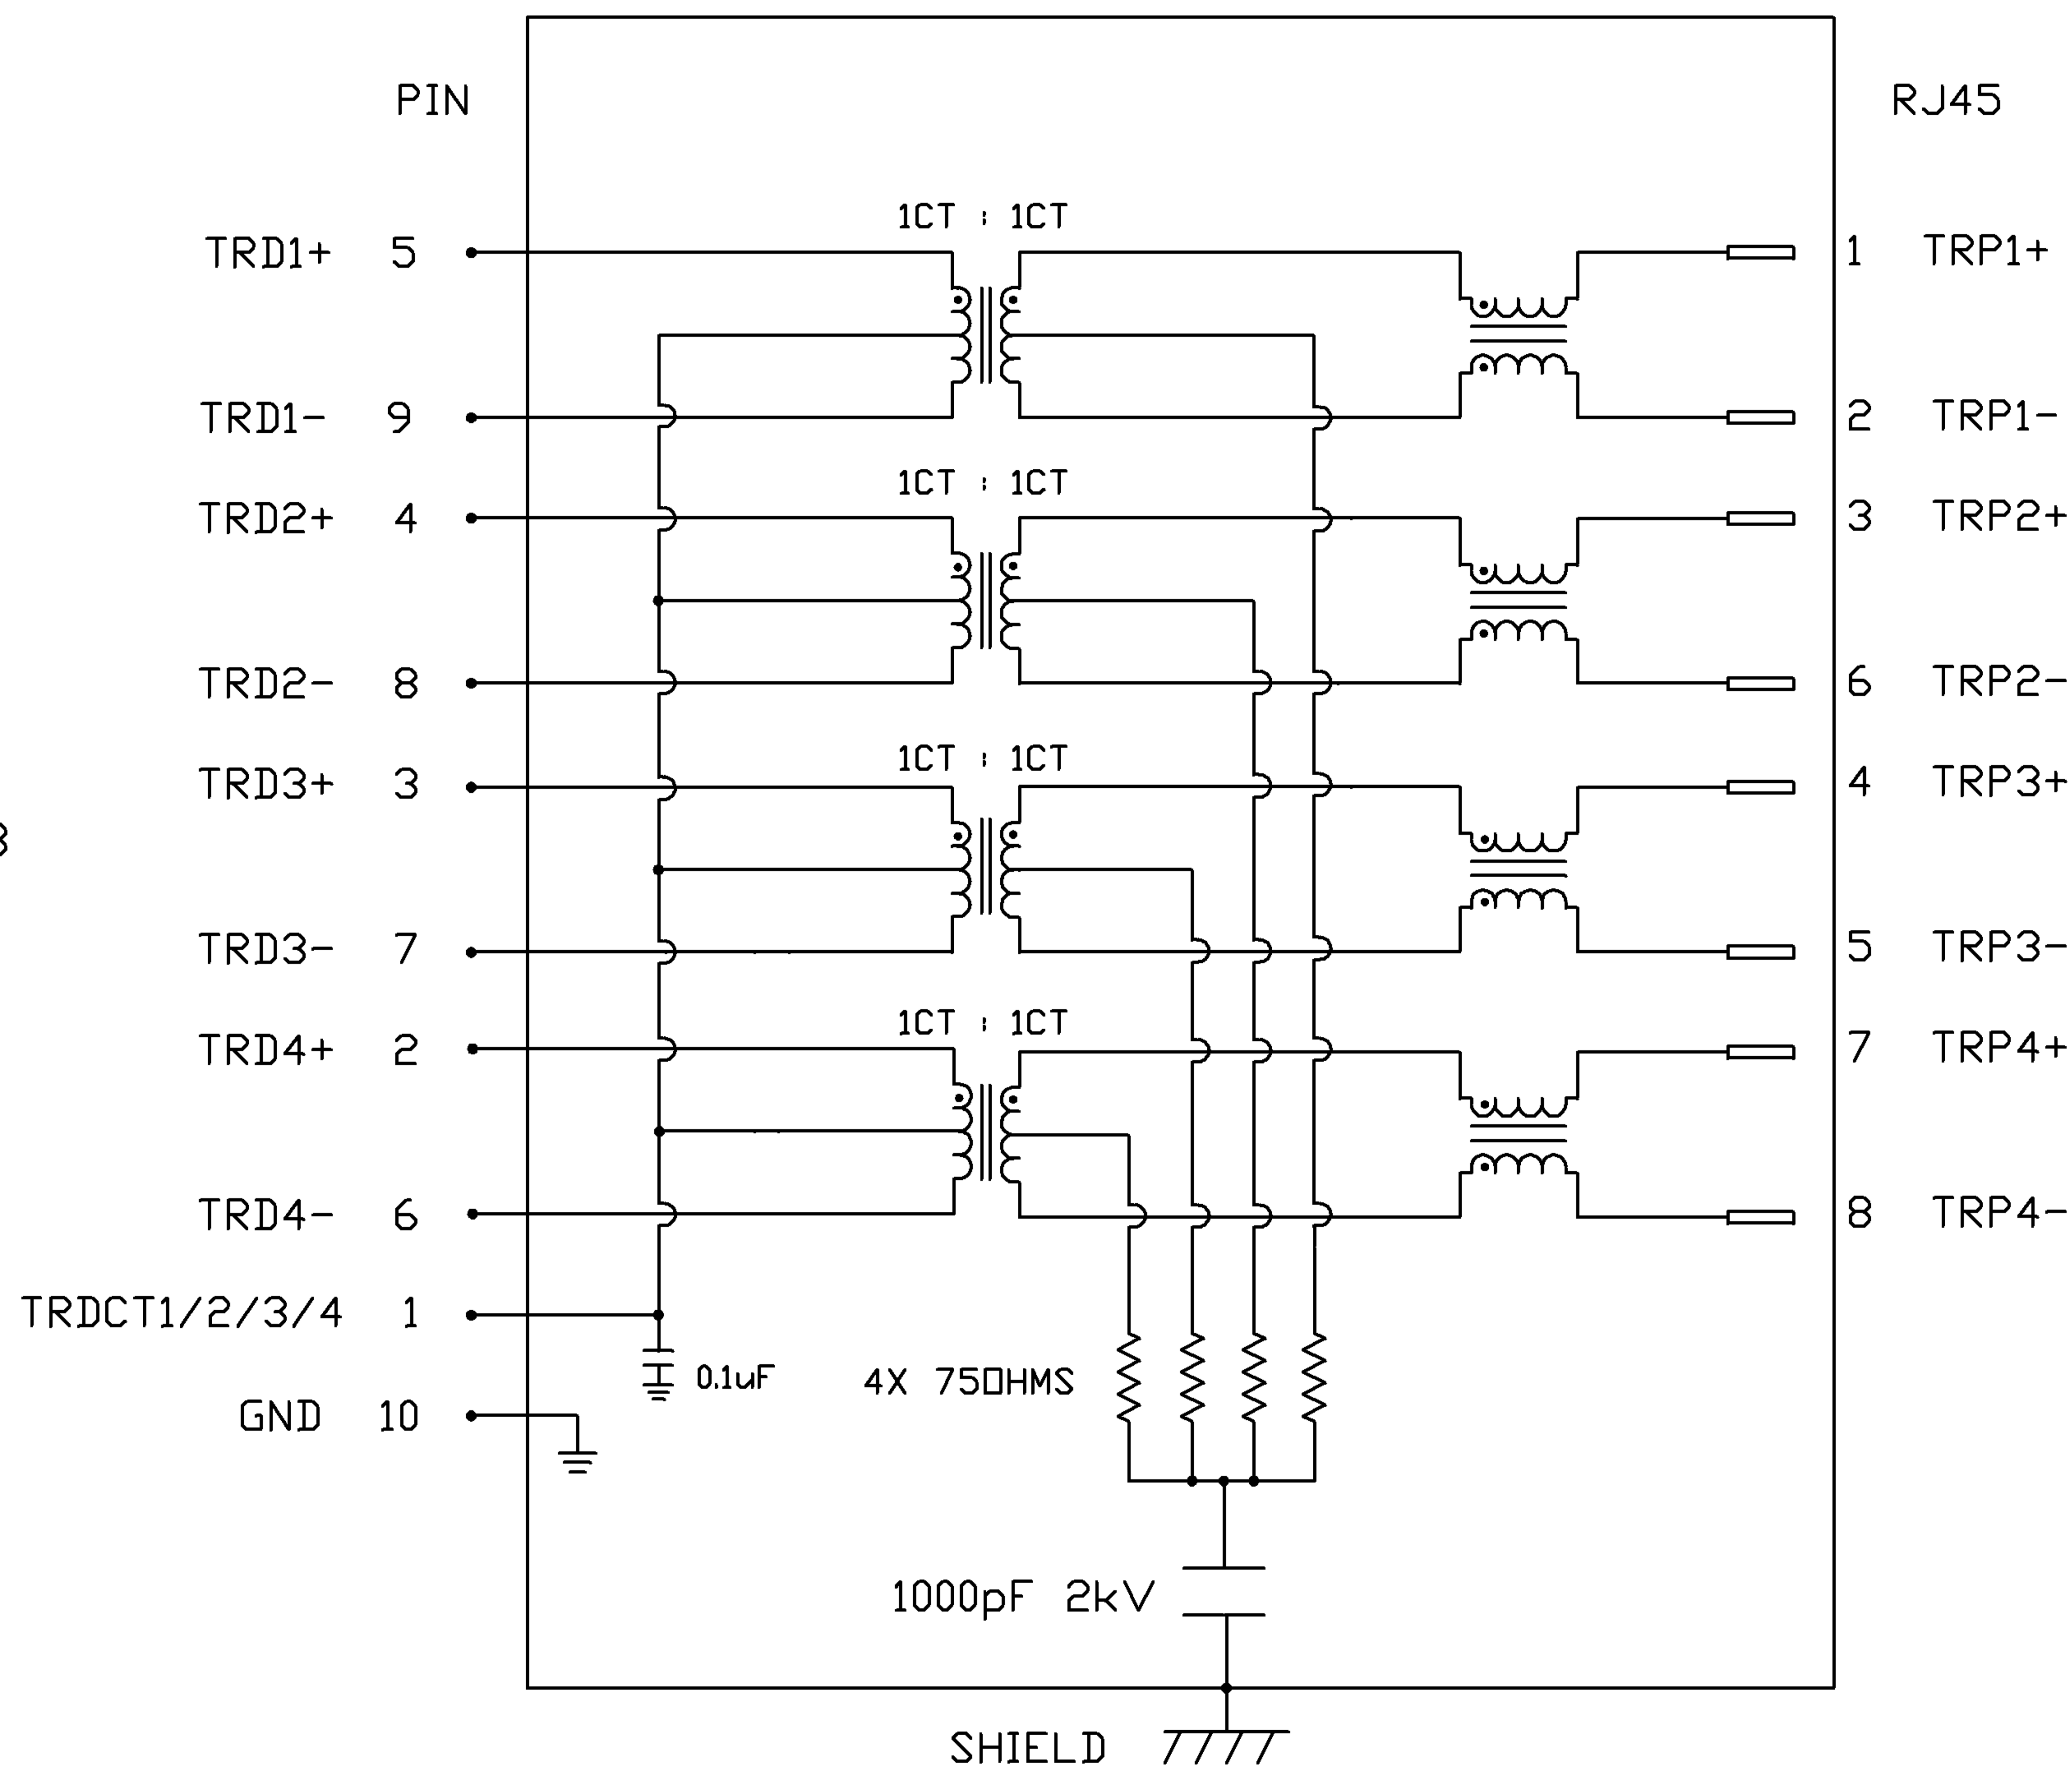 PIN RJ45
1CT : 1CT
TRD1+ 5 1 TRP1+
TRD1- 9 2 TRP1-
1CT : 1CT
TRD2+ 4 3 TRP2+
TRD2- 8 6 TRP2-
1CT : 1CT
TRD3+ 3 4 TRP3+
TRD3- 7 5 TRP3-
1CT : 1CT
TRD4+ 2 7 TRP4+
TRD4- 6 8 TRP4-
TRDCT1/2/3/4 1
0.1uF 4X 75OHMS
GND 10
1000pF 2kV
SHIELD